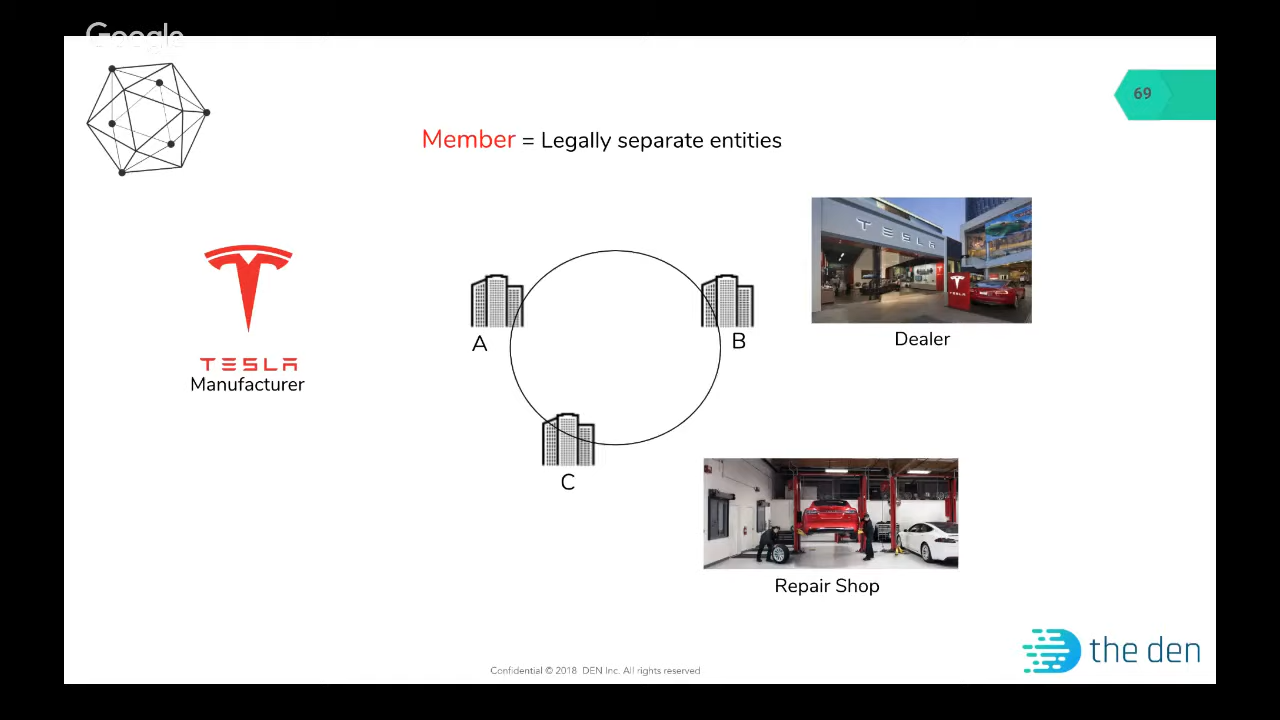 Google
69
Member = Legally separate entities
TESLA
A
B
Dealer
TESLA
Manufacturer
C
Repair Shop
the den
Confidential © 2018 DEN Inc. All rights reserved